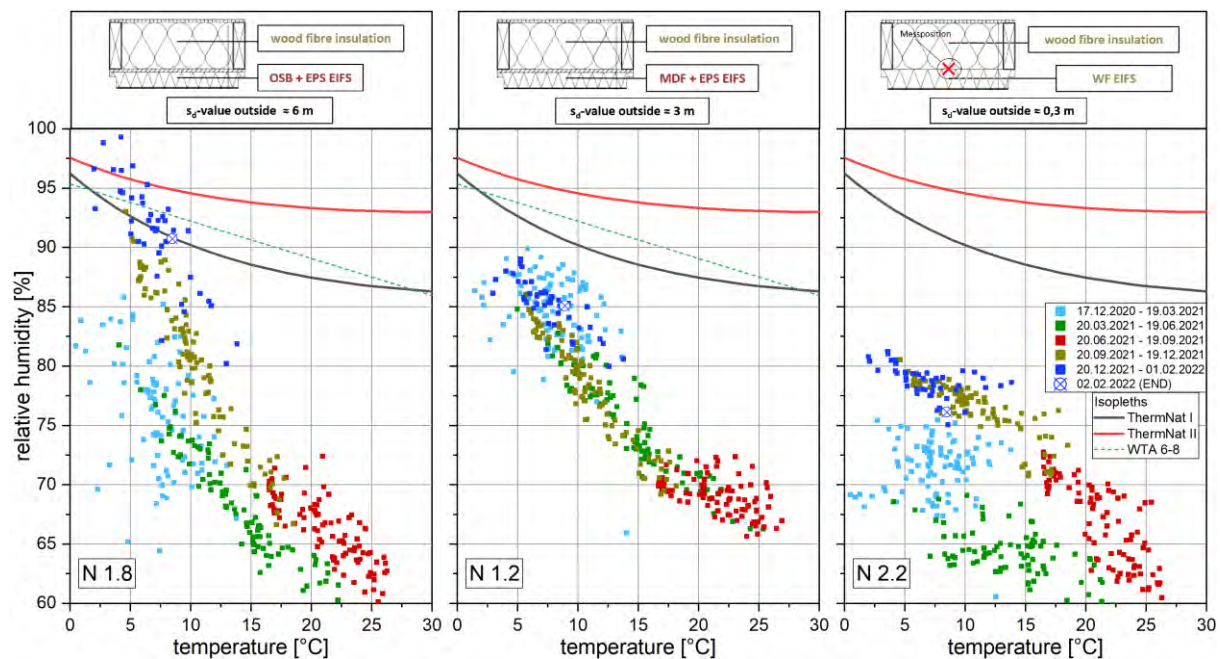 wood fibre insulation
OSB + EPS EIFS
sd-value outside ≈ 6 m
wood fibre insulation
MDF + EPS EIFS
sd-value outside ≈ 3 m
Messposition
wood fibre insulation
WF EIFS
sd-value outside ≈ 0,3 m
relative humidity [%]
100
95
90
85
80
75
70
65
60
N 1.8
0 5 10 15 20 25 30
temperature [°C]
N 1.2
0 5 10 15 20 25 30
temperature [°C]
17.12.2020 - 19.03.2021
20.03.2021 - 19.06.2021
20.06.2021 - 19.09.2021
20.09.2021 - 19.12.2021
20.12.2021 - 01.02.2022
02.02.2022 (END)
Isopleths
ThermNat I
ThermNat II
WTA 6-8
N 2.2
0 5 10 15 20 25 30
temperature [°C]